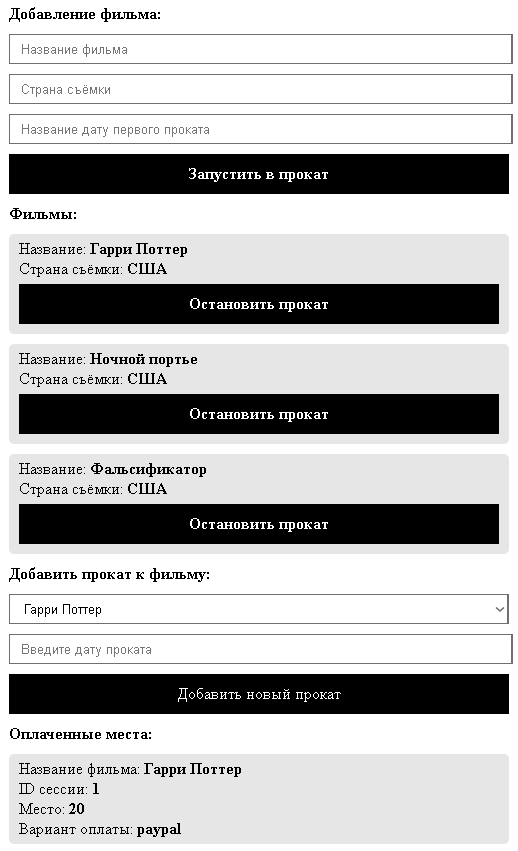 Добавление фильма:
Название фильма
Страна съёмки
Название дату первого проката
Запустить в прокат
Фильмы:
Название: Гарри Поттер
Страна съёмки: США
Остановить прокат
Название: Ночной портье
Страна съёмки: США
Остановить прокат
Название: Фальсификатор
Страна съёмки: США
Остановить прокат
Добавить прокат к фильму:
Гарри Поттер
Введите дату проката
Добавить новый прокат
Оплаченные места:
Название фильма: Гарри Поттер
ID сессии: 1
Место: 20
Вариант оплаты: paypal